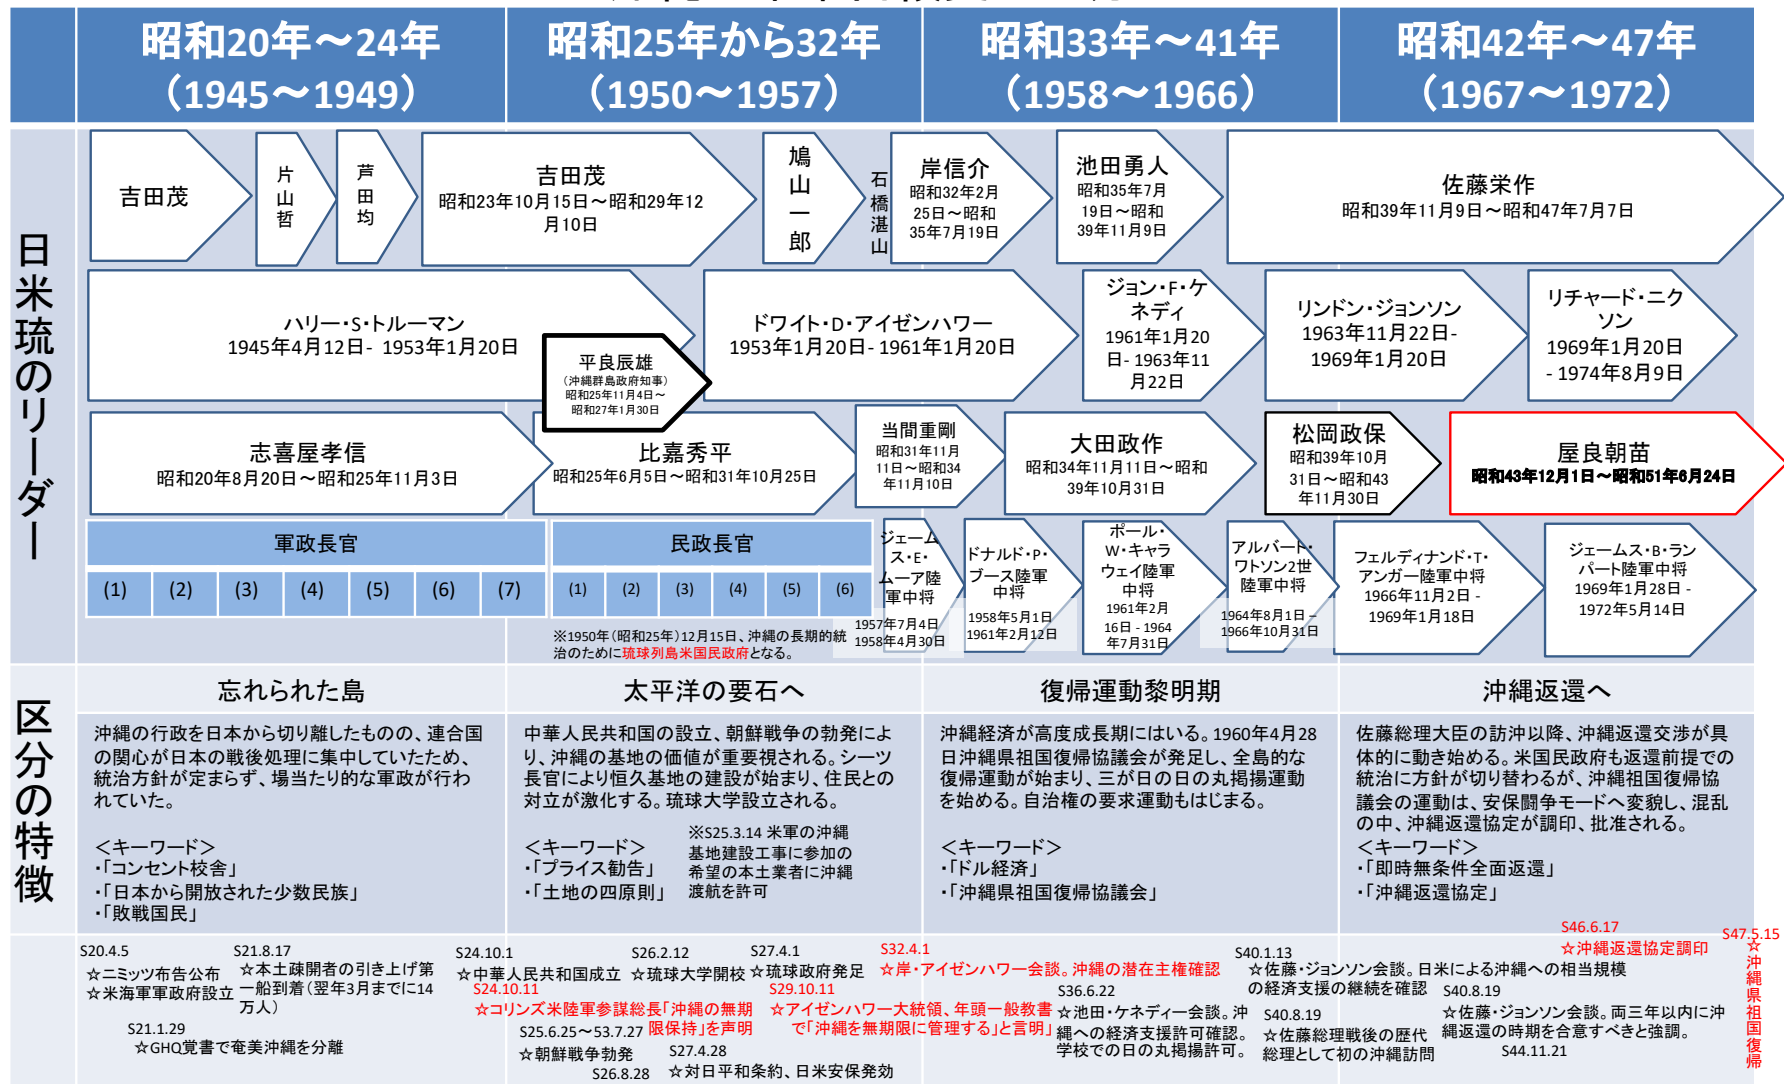 昭和20年～24年
（1945～1949）
昭和25年から32年
（1950～1957）
昭和33年～41年
（1958～1966）
昭和42年～47年
（1967～1972）
日米琉のリーダー
吉田茂
片山哲
芦田均
吉田茂
昭和23年10月15日～昭和29年12
月10日
鳩山一郎
石橋湛山
岸信介
昭和32年2月
25日～昭和
35年7月19日
池田勇人
昭和35年7月
19日～昭和
39年11月9日
佐藤栄作
昭和39年11月9日～昭和47年7月7日
ハリー・S・トルーマン
1945年4月12日- 1953年1月20日
ドワイト・D・アイゼンハワー
1953年1月20日- 1961年1月20日
ジョン・F・ケ
ネディ
1961年1月20
日- 1963年11
月22日
リンドン・ジョンソン
1963年11月22日-
1969年1月20日
リチャード・ニク
ソン
1969年1月20日
- 1974年8月9日
平良辰雄
（沖縄群島政府知事）
昭和25年11月4日～
昭和27年1月30日
志喜屋孝信
昭和20年8月20日～昭和25年11月3日
比嘉秀平
昭和25年6月5日～昭和31年10月25日
当間重剛
昭和31年11月
11日～昭和34
年11月10日
大田政作
昭和34年11月11日～昭和
39年10月31日
松岡政保
昭和39年10月
31日～昭和43
年11月30日
屋良朝苗
昭和43年12月1日～昭和51年6月24日
軍政長官
(1) (2) (3) (4) (5) (6) (7)
民政長官
(1) (2) (3) (4) (5) (6)
※1950年（昭和25年）12月15日、沖縄の長期的統
治のために琉球列島米国民政府となる。
ジェーム
ス・E・
ムーア陸
軍中将
1957年7月4日
1958年4月30日
ドナルド・P・
ブース陸軍
中将
1958年5月1日
1961年2月12日
ポール・
W・キャラ
ウェイ陸軍
中将
1961年2月
16日 - 1964
年7月31日
アルバート・
ワトソン2世
陸軍中将
1964年8月1日 –
1966年10月31日
フェルディナンド・T・
アンガー陸軍中将
1966年11月2日 -
1969年1月18日
ジェームス・B・ラン
パート陸軍中将
1969年1月28日 -
1972年5月14日
区分の特徴
忘れられた島
沖縄の行政を日本から切り離したものの、連合国
の関心が日本の戦後処理に集中していたため、
統治方針が定まらず、場当たり的な軍政が行わ
れていた。
＜キーワード＞
・「コンセント校舎」
・「日本から開放された少数民族」
・「敗戦国民」
太平洋の要石へ
中華人民共和国の設立、朝鮮戦争の勃発によ
り、沖縄の基地の価値が重要視される。シーツ
長官により恒久基地の建設が始まり、住民との
対立が激化する。琉球大学設立される。
＜キーワード＞
・「プライス勧告」
・「土地の四原則」
※S25.3.14 米軍の沖縄
基地建設工事に参加の
希望の本土業者に沖縄
渡航を許可
復帰運動黎明期
沖縄経済が高度成長期にはいる。1960年4月28
日沖縄県祖国復帰協議会が発足し、全島的な
復帰運動が始まり、三が日の日の丸掲揚運動
を始める。自治権の要求運動もはじまる。
＜キーワード＞
・「ドル経済」
・「沖縄県祖国復帰協議会」
沖縄返還へ
佐藤総理大臣の訪沖以降、沖縄返還交渉が具
体的に動き始める。米国民政府も返還前提での
統治に方針が切り替わるが、沖縄祖国復帰協
議会の運動は、安保闘争モードへ変貌し、混乱
の中、沖縄返還協定が調印、批准される。
＜キーワード＞
・「即時無条件全面返還」
・「沖縄返還協定」
S20.4.5
☆ニミッツ布告公布
☆米海軍軍政府設立
S21.8.17
☆本土疎開者の引き上げ第
一船到着（翌年3月までに14
万人）
S21.1.29
☆GHQ覚書で奄美沖縄を分離
S24.10.1
☆中華人民共和国成立
S24.10.11
☆コリンズ米陸軍参謀総長「沖縄の無期
限保持」を声明
S25.6.25～53.7.27
☆朝鮮戦争勃発
S26.8.28
S26.2.12
☆琉球大学開校
S27.4.1
☆琉球政府発足
S29.10.11
☆アイゼンハワー大統領、年頭一般教書
で「沖縄を無期限に管理する」と言明」
S27.4.28
☆対日平和条約、日米安保発効
S32.4.1
☆岸・アイゼンハワー会談。沖縄の潜在主権確認
S36.6.22
☆池田・ケネディー会談。沖
縄への経済支援許可確認。
学校での日の丸掲揚許可。
S40.1.13
☆佐藤・ジョンソン会談。日米による沖縄への相当規模
の経済支援の継続を確認
S40.8.19
☆佐藤総理戦後の歴代
総理として初の沖縄訪問
S40.8.19
☆佐藤・ジョンソン会談。両三年以内に沖
縄返還の時期を合意すべきと強調。
S44.11.21
S46.6.17
☆沖縄返還協定調印
S47.5.15
☆沖縄県祖国復帰